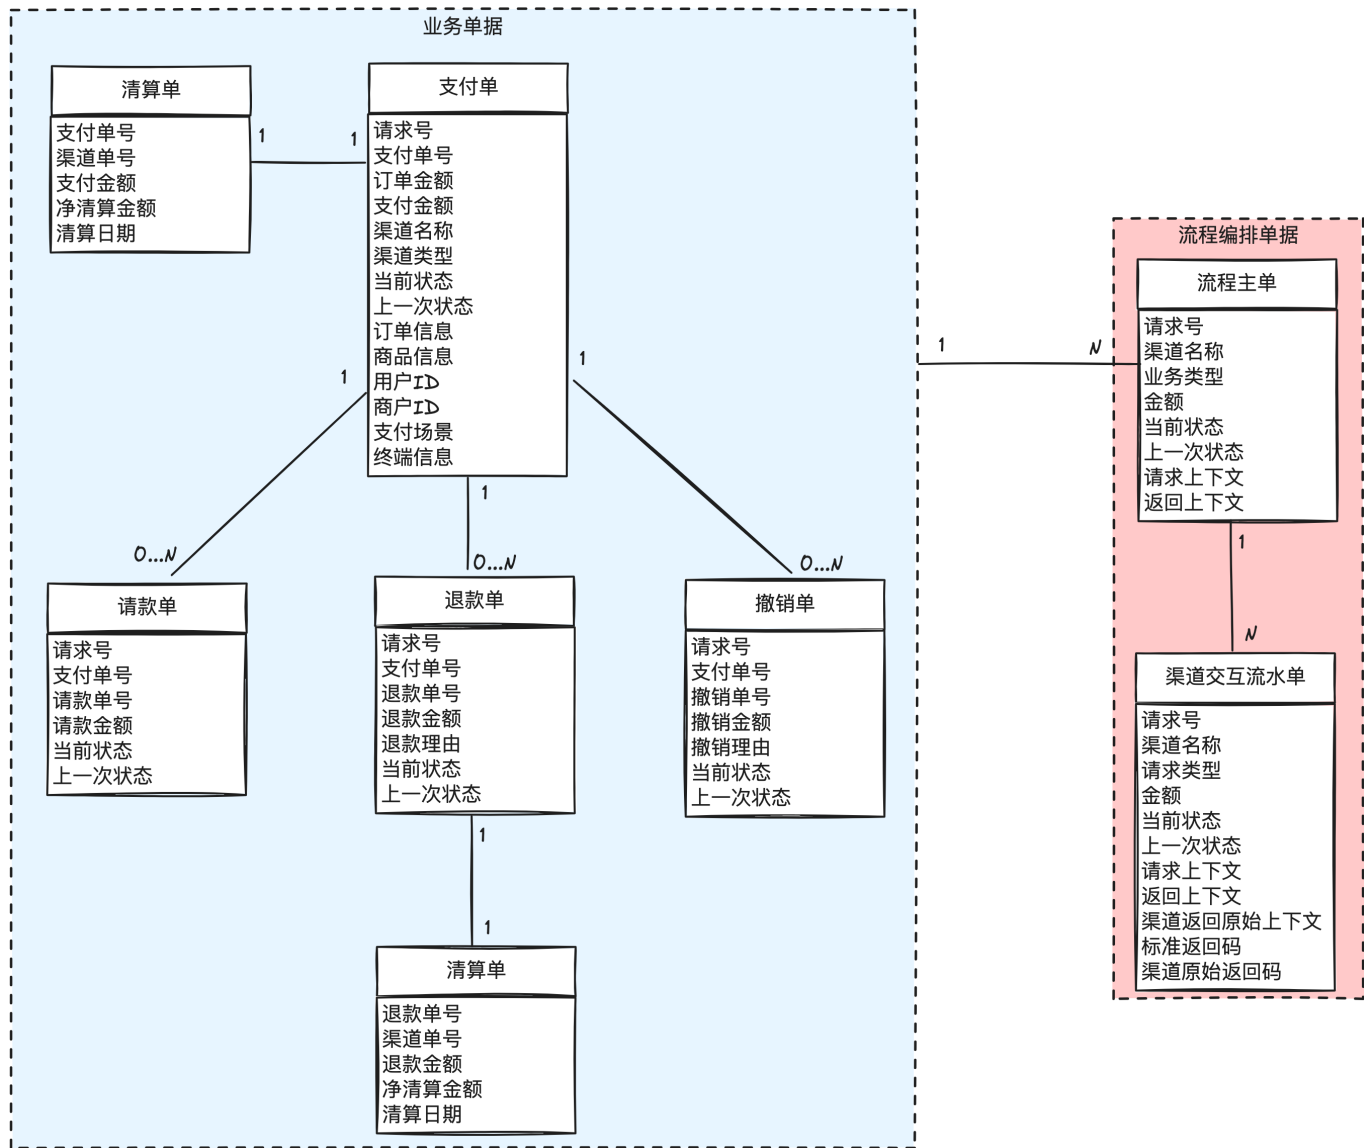 业务单据
清算单
支付单号
渠道单号
支付金额
净清算金额
清算日期
1
1
支付单
请求号
支付单号
订单金额
支付金额
渠道名称
渠道类型
当前状态
上一次状态
订单信息
商品信息
用户ID
商户ID
支付场景
终端信息
1
1
1
0...N
0...N
0...N
请款单
请求号
支付单号
请款单号
请款金额
当前状态
上一次状态
退款单
请求号
支付单号
退款单号
退款金额
退款理由
当前状态
上一次状态
撤销单
请求号
支付单号
撤销单号
撤销金额
撤销理由
当前状态
上一次状态
1
1
清算单
退款单号
渠道单号
退款金额
净清算金额
清算日期
1
N
流程编排单据
流程主单
请求号
渠道名称
业务类型
金额
当前状态
上一次状态
请求上下文
返回上下文
1
N
渠道交互流水单
请求号
渠道名称
请求类型
金额
当前状态
上一次状态
请求上下文
返回上下文
渠道返回原始上下文
标准返回码
渠道原始返回码